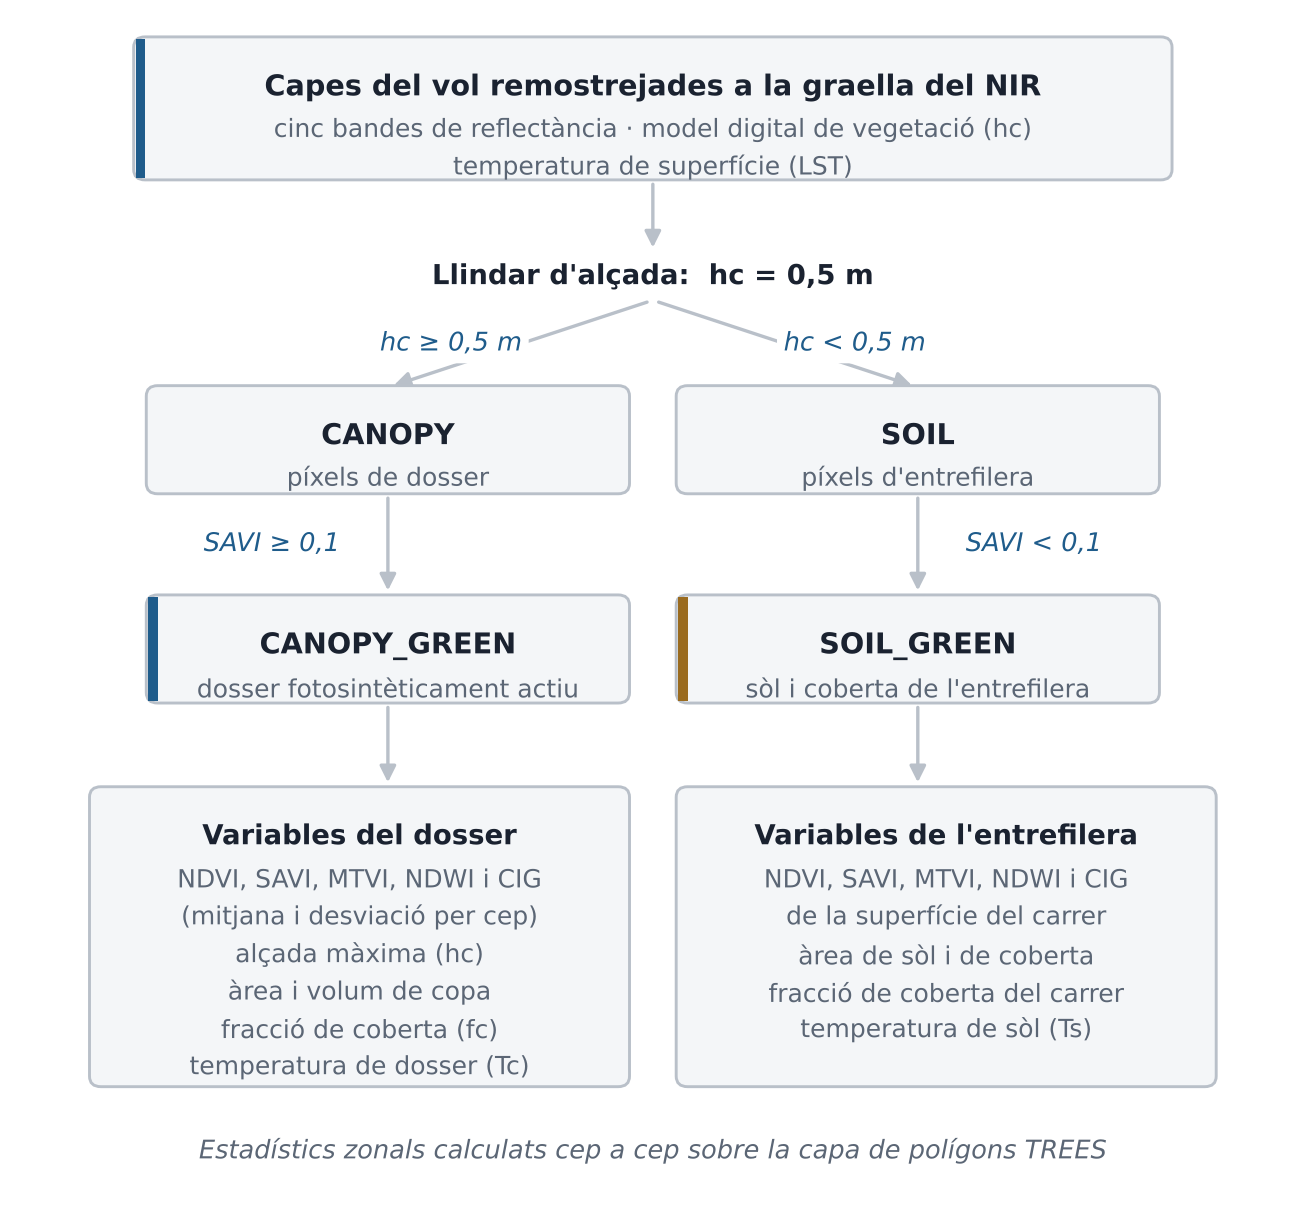 Capes del vol remostrejades a la graella del NIR
cinc bandes de reflectància · model digital de vegetació (hc)
temperatura de superfície (LST)
Llindar d'alçada:  hc = 0,5 m
hc ≥ 0,5 m
hc < 0,5 m
CANOPY
píxels de dosser
SOIL
píxels d'entrefilera
SAVI ≥ 0,1
SAVI < 0,1
CANOPY_GREEN
dosser fotosintèticament actiu
SOIL_GREEN
sòl i coberta de l'entrefilera
Variables del dosser
NDVI, SAVI, MTVI, NDWI i CIG
(mitjana i desviació per cep)
alçada màxima (hc)
àrea i volum de copa
fracció de coberta (fc)
temperatura de dosser (Tc)
Variables de l'entrefilera
NDVI, SAVI, MTVI, NDWI i CIG
de la superfície del carrer
àrea de sòl i de coberta
fracció de coberta del carrer
temperatura de sòl (Ts)
Estadístics zonals calculats cep a cep sobre la capa de polígons TREES